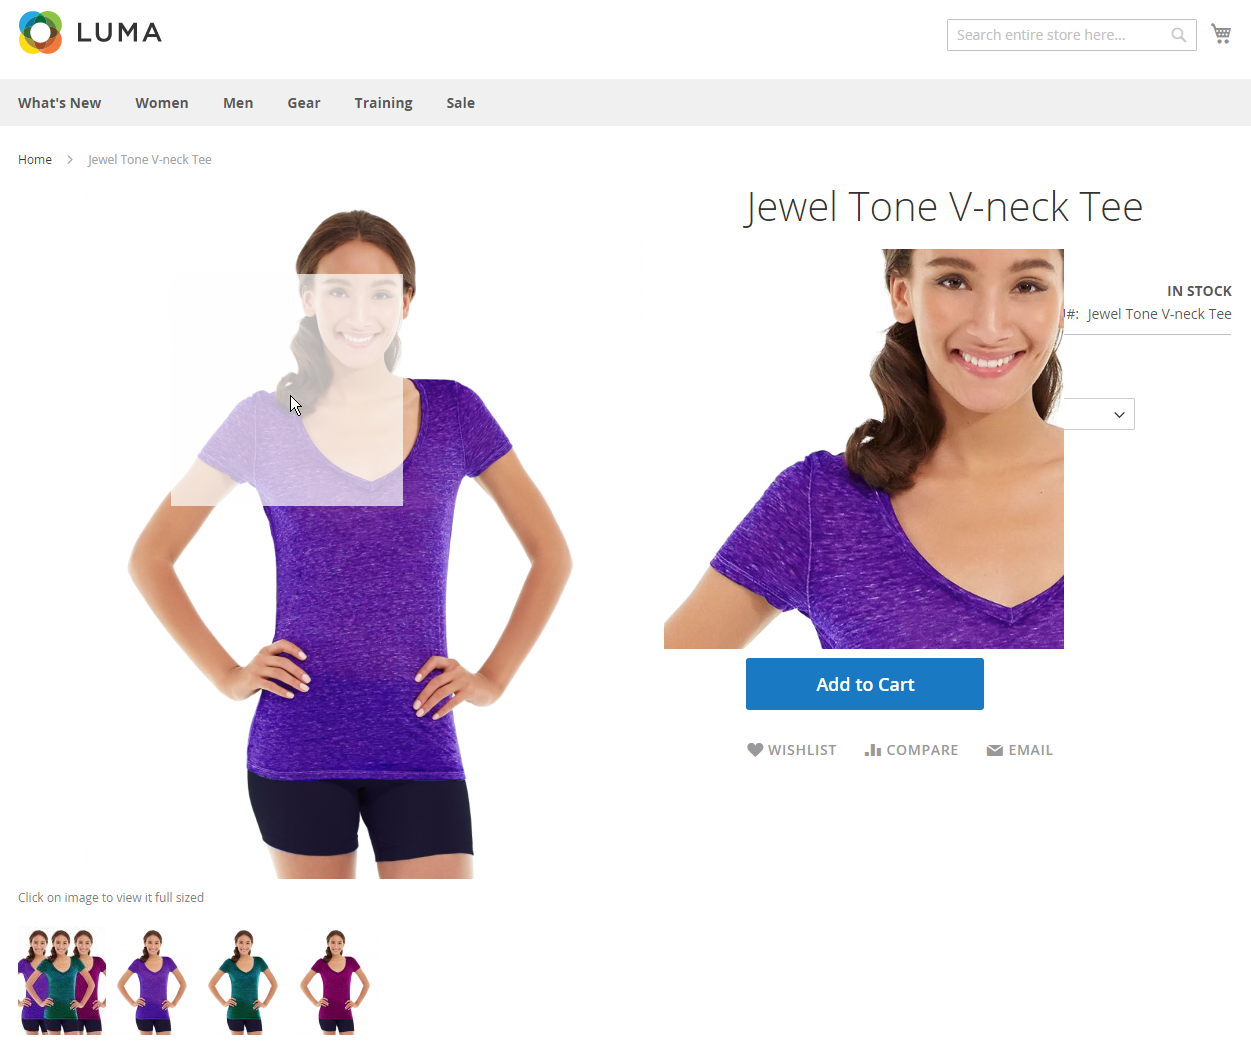 LUMA
Search entire store here...
What's New Women Men Gear Training Sale
Home Jewel Tone V-neck Tee
Jewel Tone V-neck Tee
IN STOCK
#: Jewel Tone V-neck Tee
Add to Cart
WISHLIST COMPARE EMAIL
Click on image to view it full sized